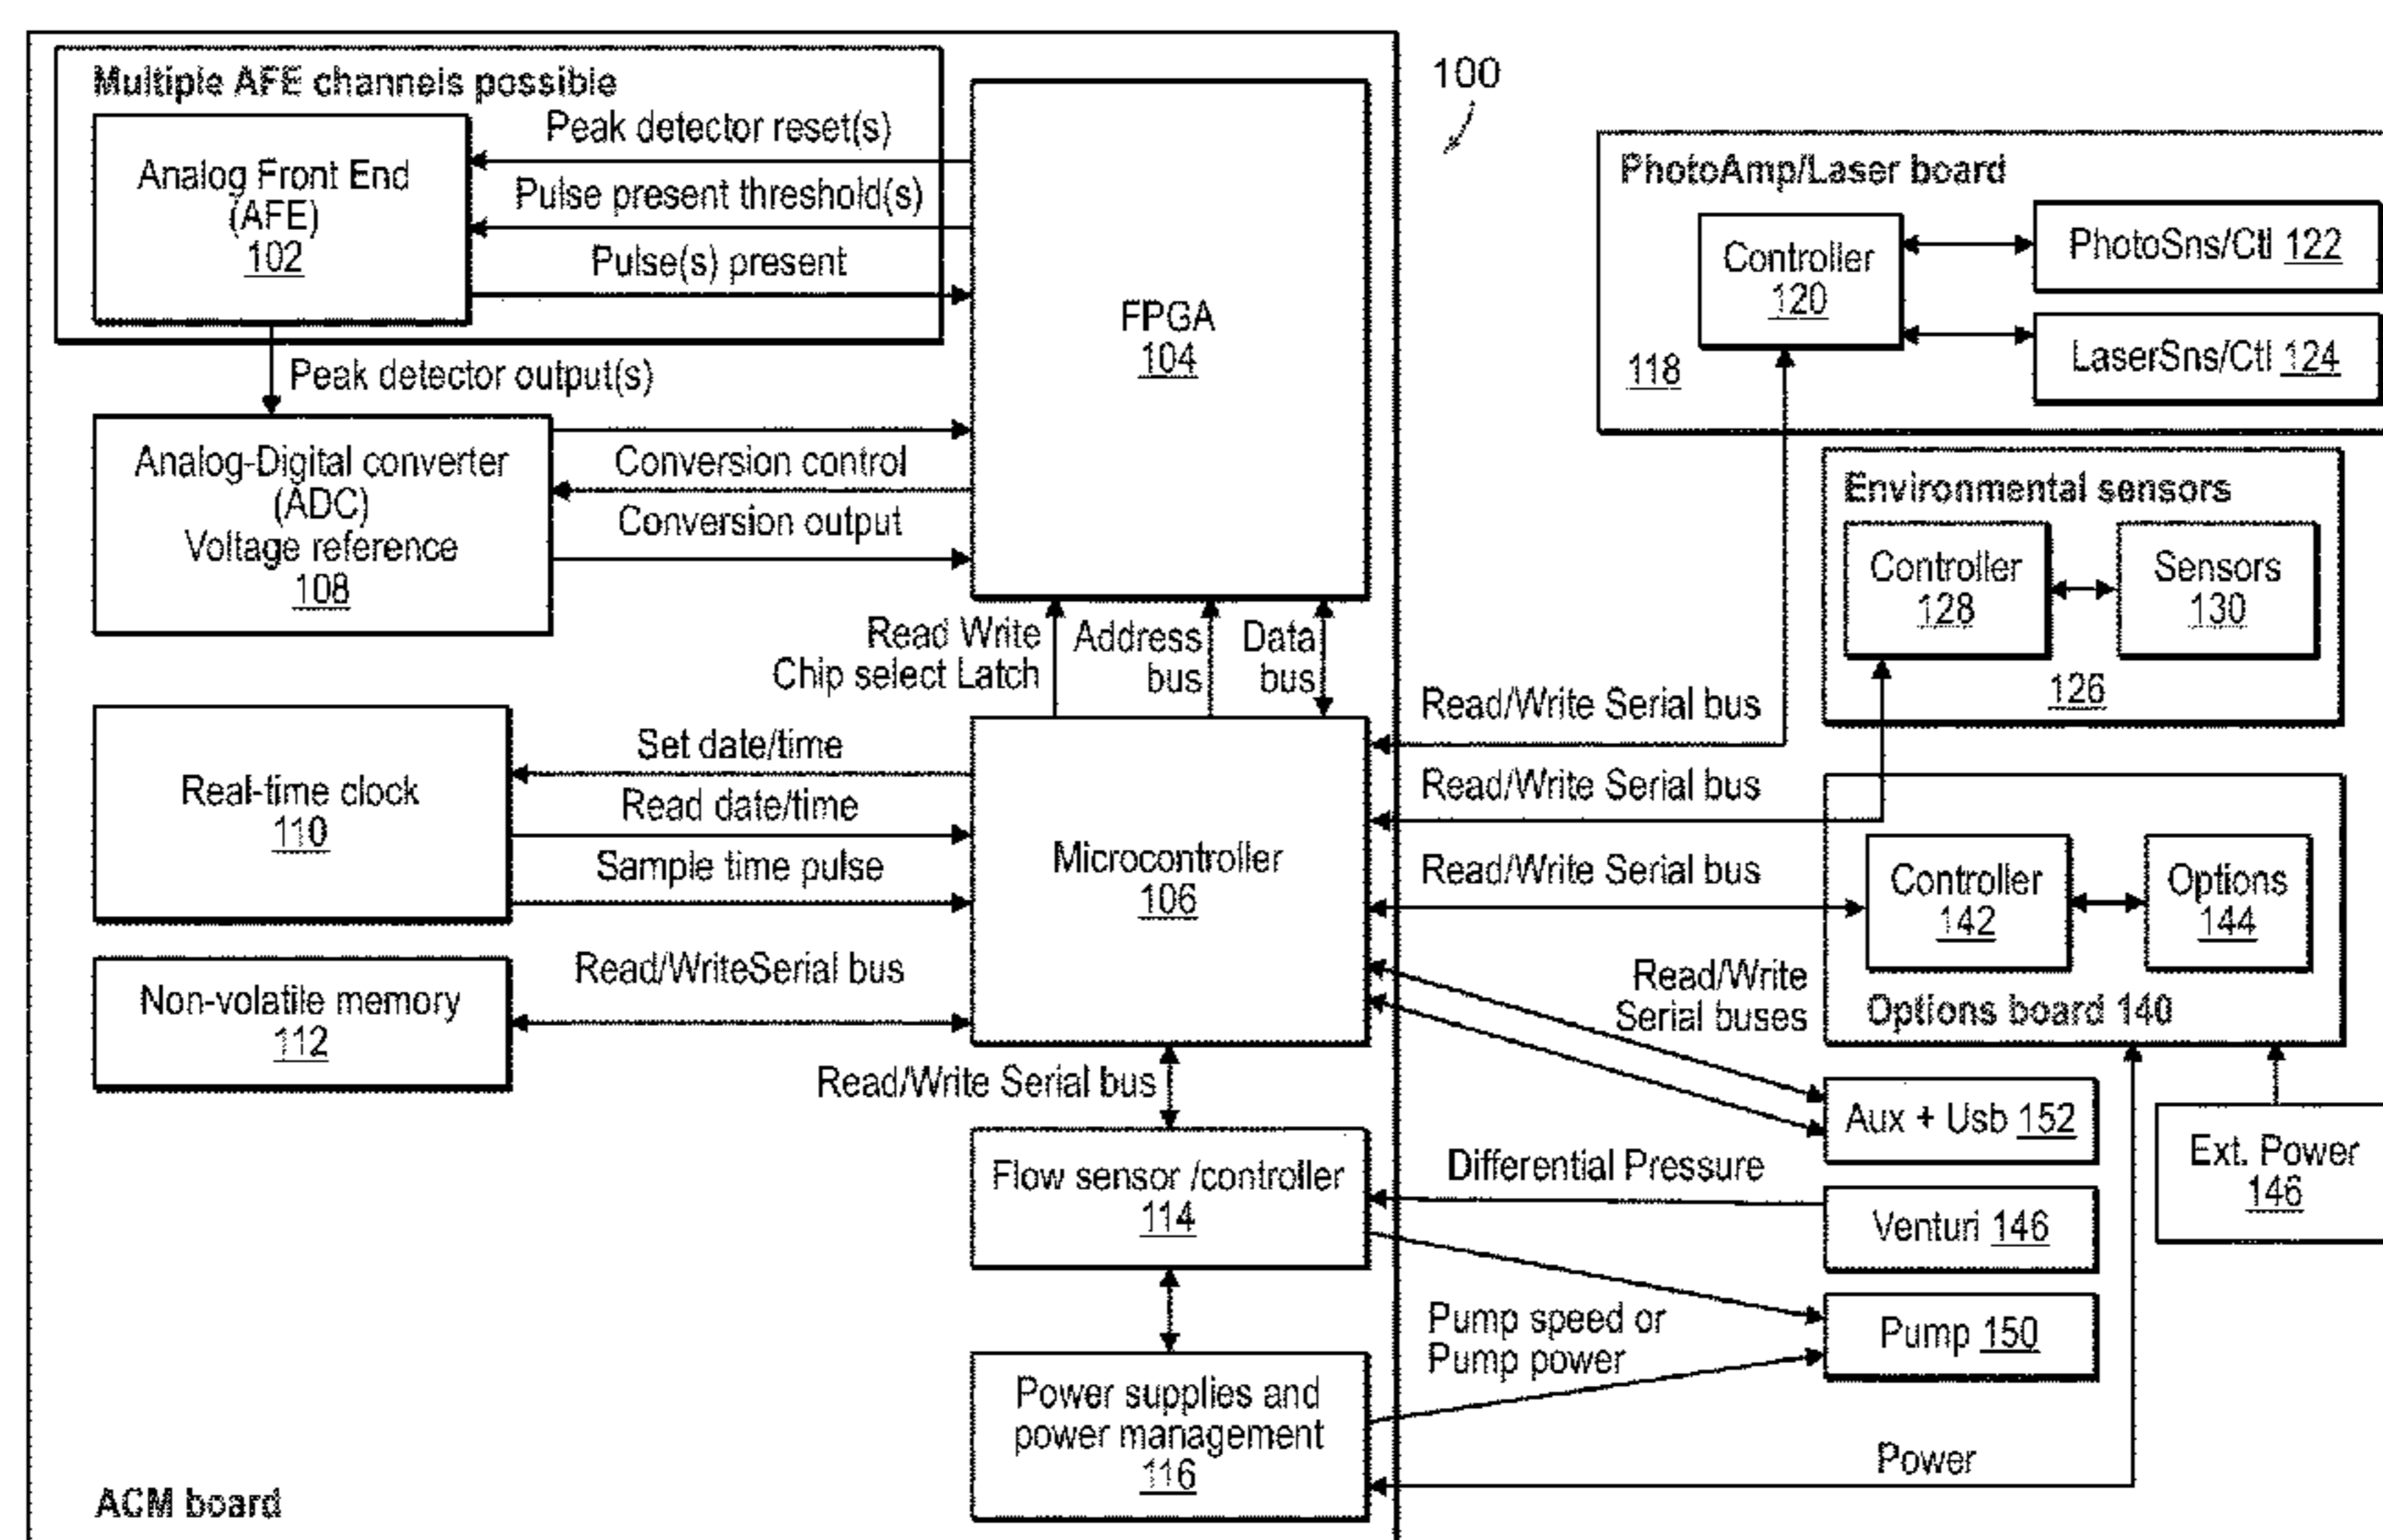 Multiple AFE channels possible
Analog Front End
(AFE)
102
Peak detector reset(s)
Pulse present threshold(s)
Pulse(s) present
Peak detector output(s)
FPGA
104
Analog-Digital converter
(ADC)
Voltage reference
108
Conversion control
Conversion output
Read Write
Chip select Latch
Address
bus
Data
bus
Real-time clock
110
Set date/time
Read date/time
Sample time pulse
Microcontroller
106
Non-volatile memory
112
Read/WriteSerial bus
Read/Write Serial bus
Flow sensor /controller
114
Power supplies and
power management
116
ACM board
100
PhotoAmp/Laser board
Controller
120
PhotoSns/Ctl 122
LaserSns/Ctl 124
118
Environmental sensors
Controller
128
Sensors
130
126
Read/Write Serial bus
Read/Write Serial bus
Read/Write Serial bus
Controller
142
Options
144
Options board 140
Read/Write
Serial buses
Aux + Usb 152
Ext. Power
146
Differential Pressure
Venturi 146
Pump speed or
Pump power
Pump 150
Power